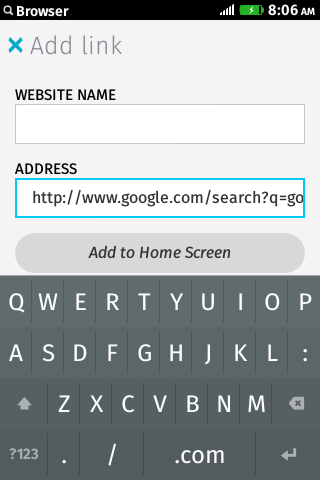 Browser 8:06 AM
Add link
WEBSITE NAME
ADDRESS
http://www.google.com/search?q=go
Add to Home Screen
Q W E R T Y U I O P
A S D F G H J K L :
Z X C V B N M
?123 . / .com